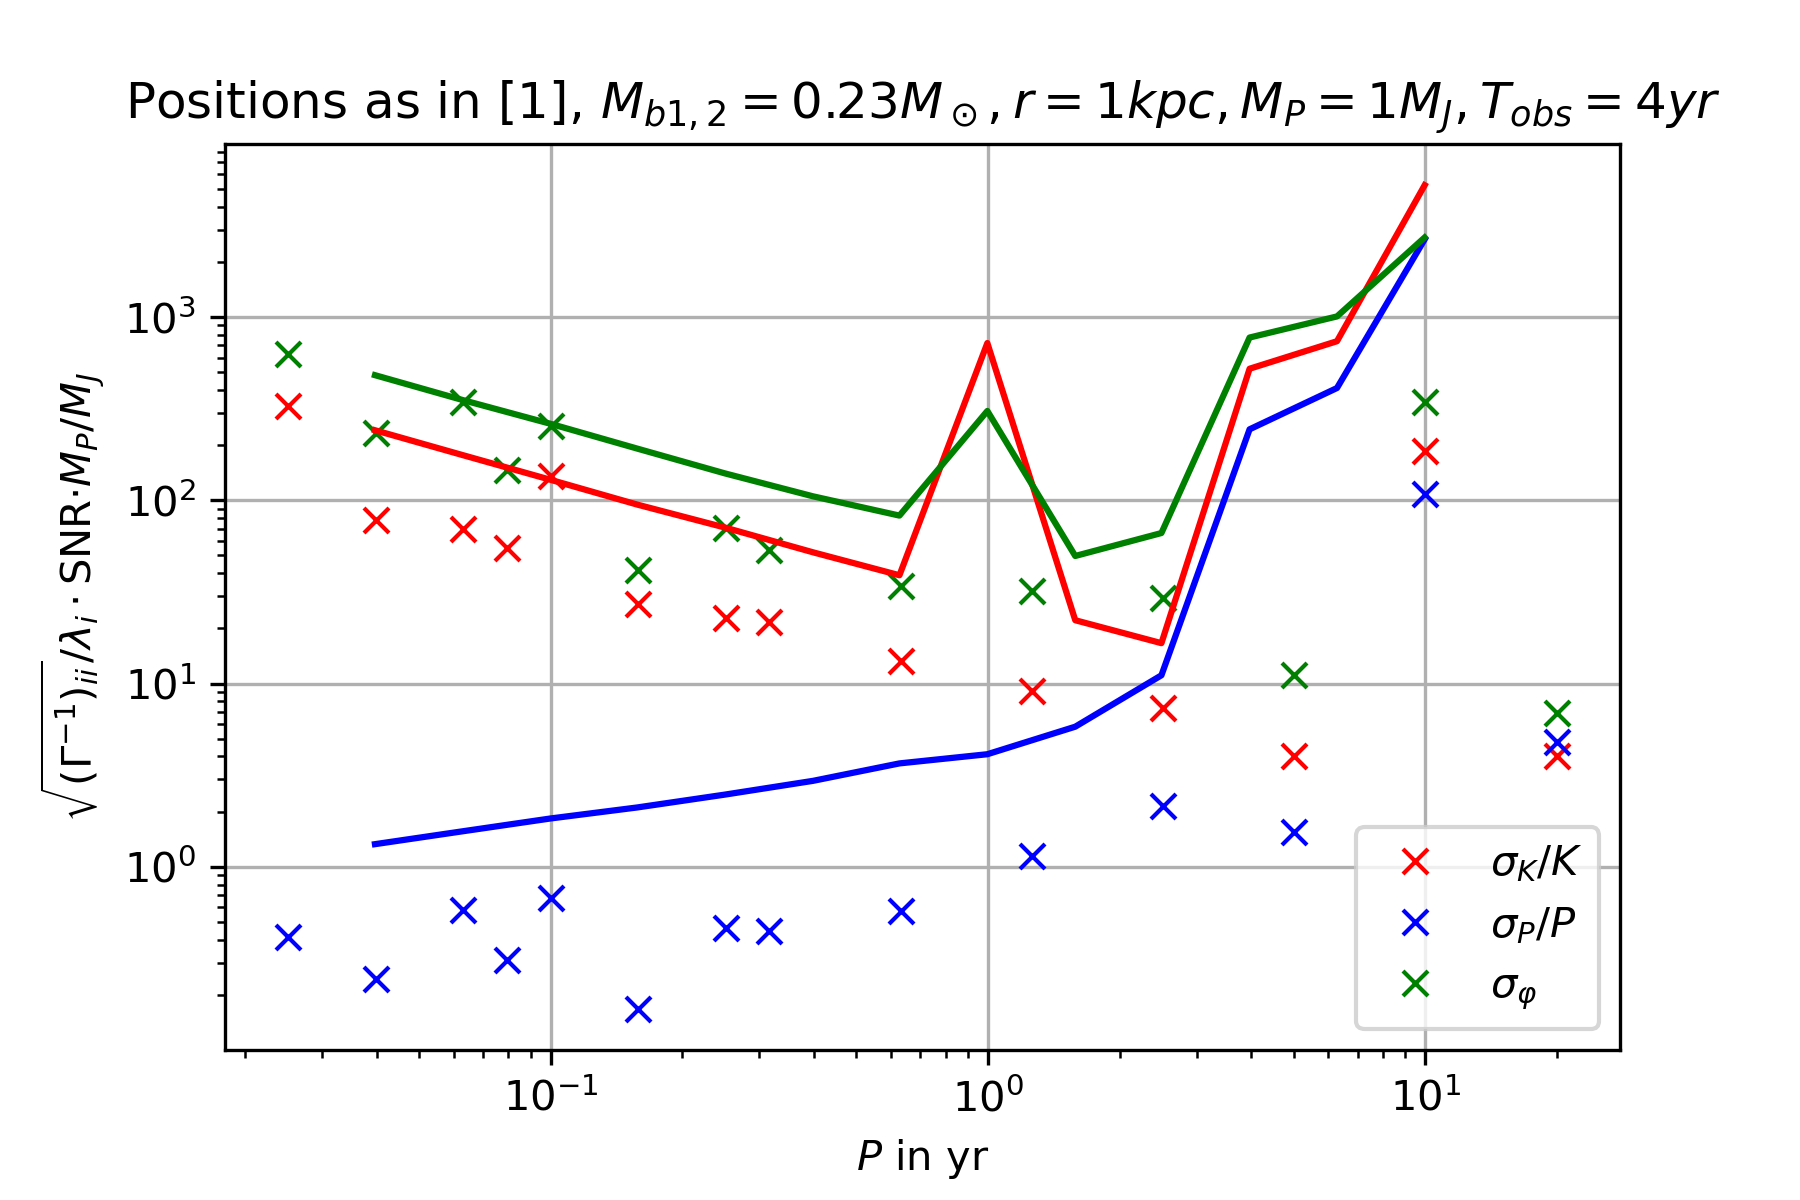 Positions as in [1], $M_{b1,2} = 0.23M_\odot, r = 1kpc, M_P = 1M_J, T_{obs} = 4yr$
$\sqrt{(\Gamma^{-1})_{ii}}/\lambda_i \cdot \mathrm{SNR} \cdot M_P/M_J$
$10^3$
$10^2$
$10^1$
$10^0$
$\sigma_K/K$
$\sigma_P/P$
$\sigma_\varphi$
$10^{-1}$ $10^0$ $10^1$
$P$ in yr